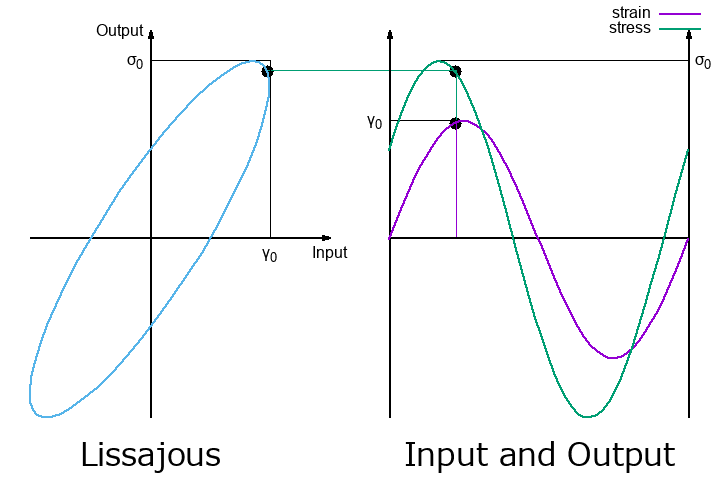 Output
σ0
γ0
Input
Lissajous
strain
stress
σ0
γ0
Input and Output